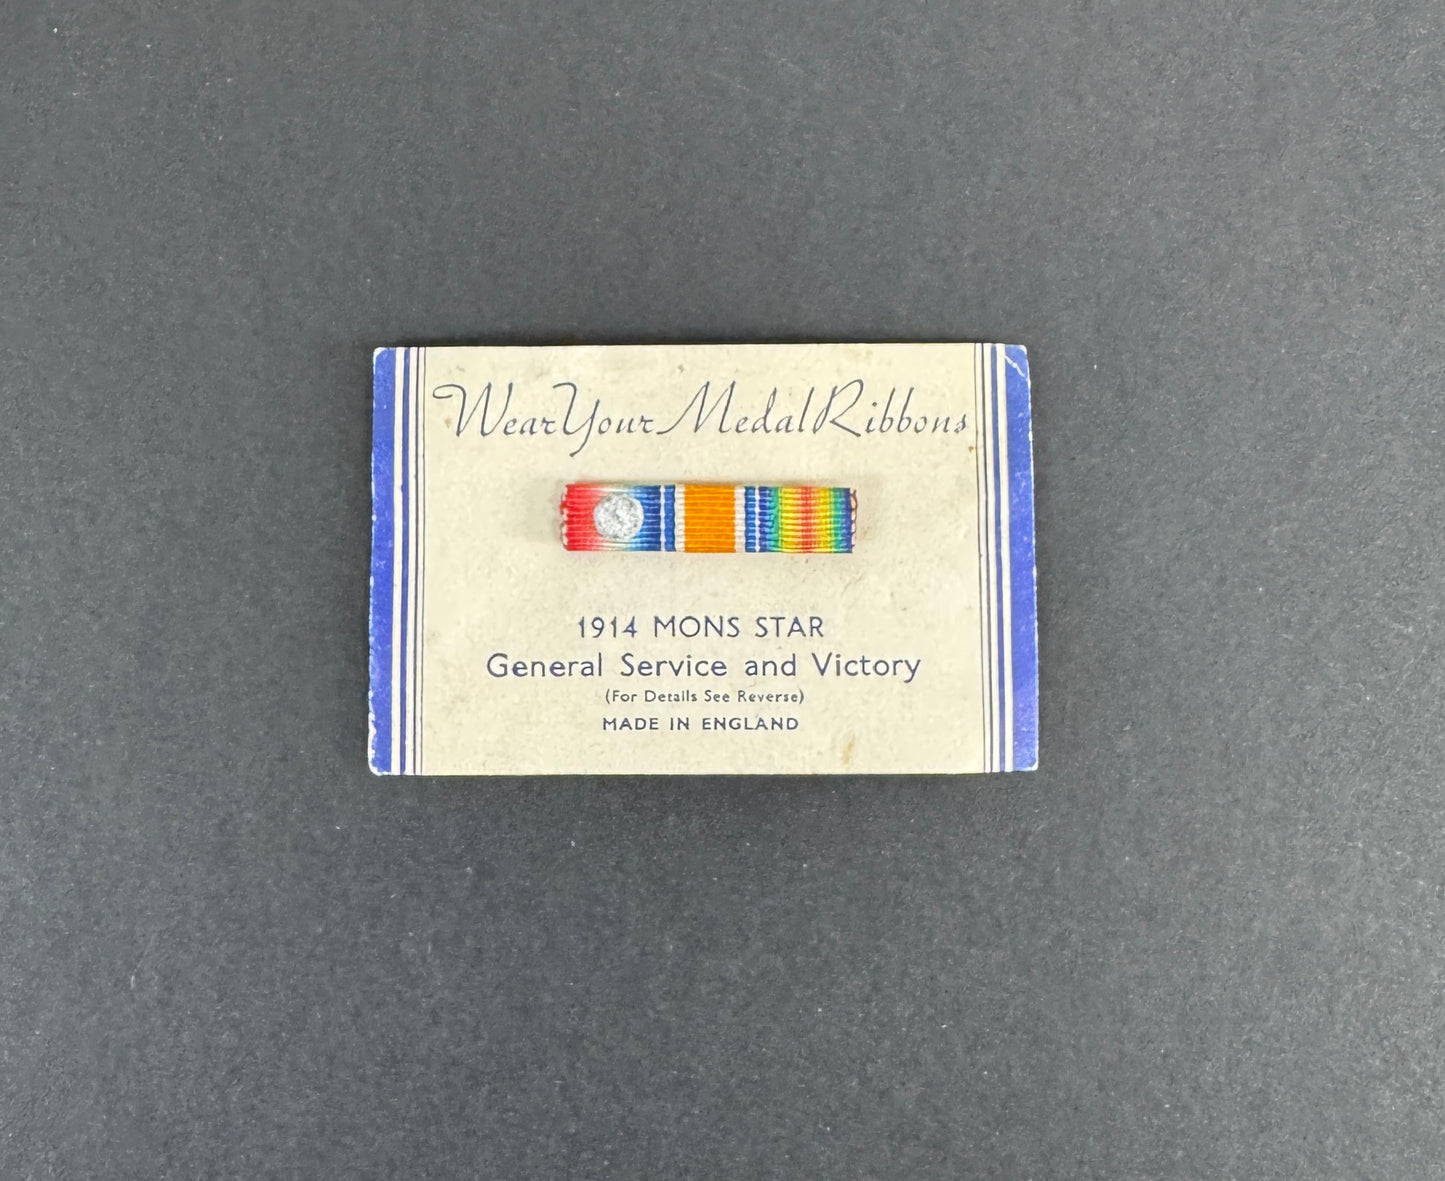 Wear Your Medal Ribbons
1914 MONS STAR
General Service and Victory
(For Details See Reverse)
MADE IN ENGLAND